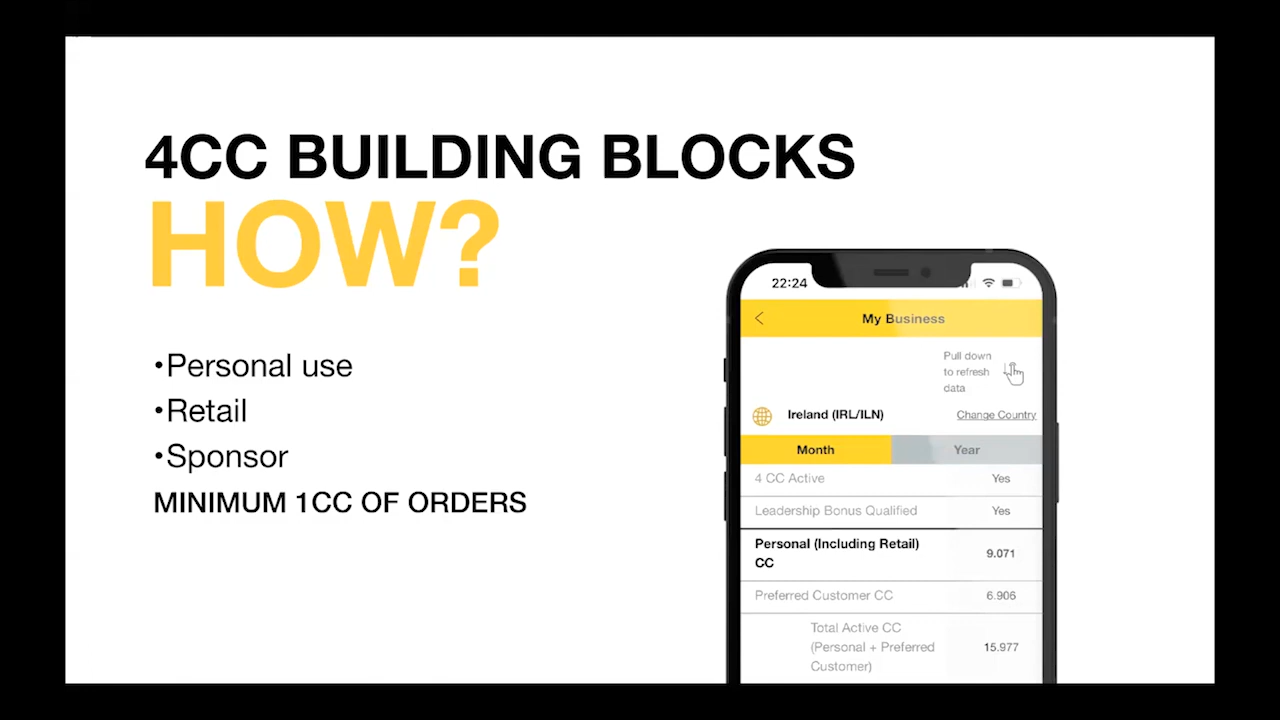 4CC BUILDING BLOCKS
HOW?
•Personal use
•Retail
•Sponsor
MINIMUM 1CC OF ORDERS
22:24
My Business
Pull down
to refresh
data
Ireland (IRL/ILN)
Change Country
Month
Year
4 CC Active
Yes
Leadership Bonus Qualified
Yes
Personal (Including Retail)
CC
9.071
Preferred Customer CC
6.906
Total Active CC
(Personal + Preferred
Customer)
15.977